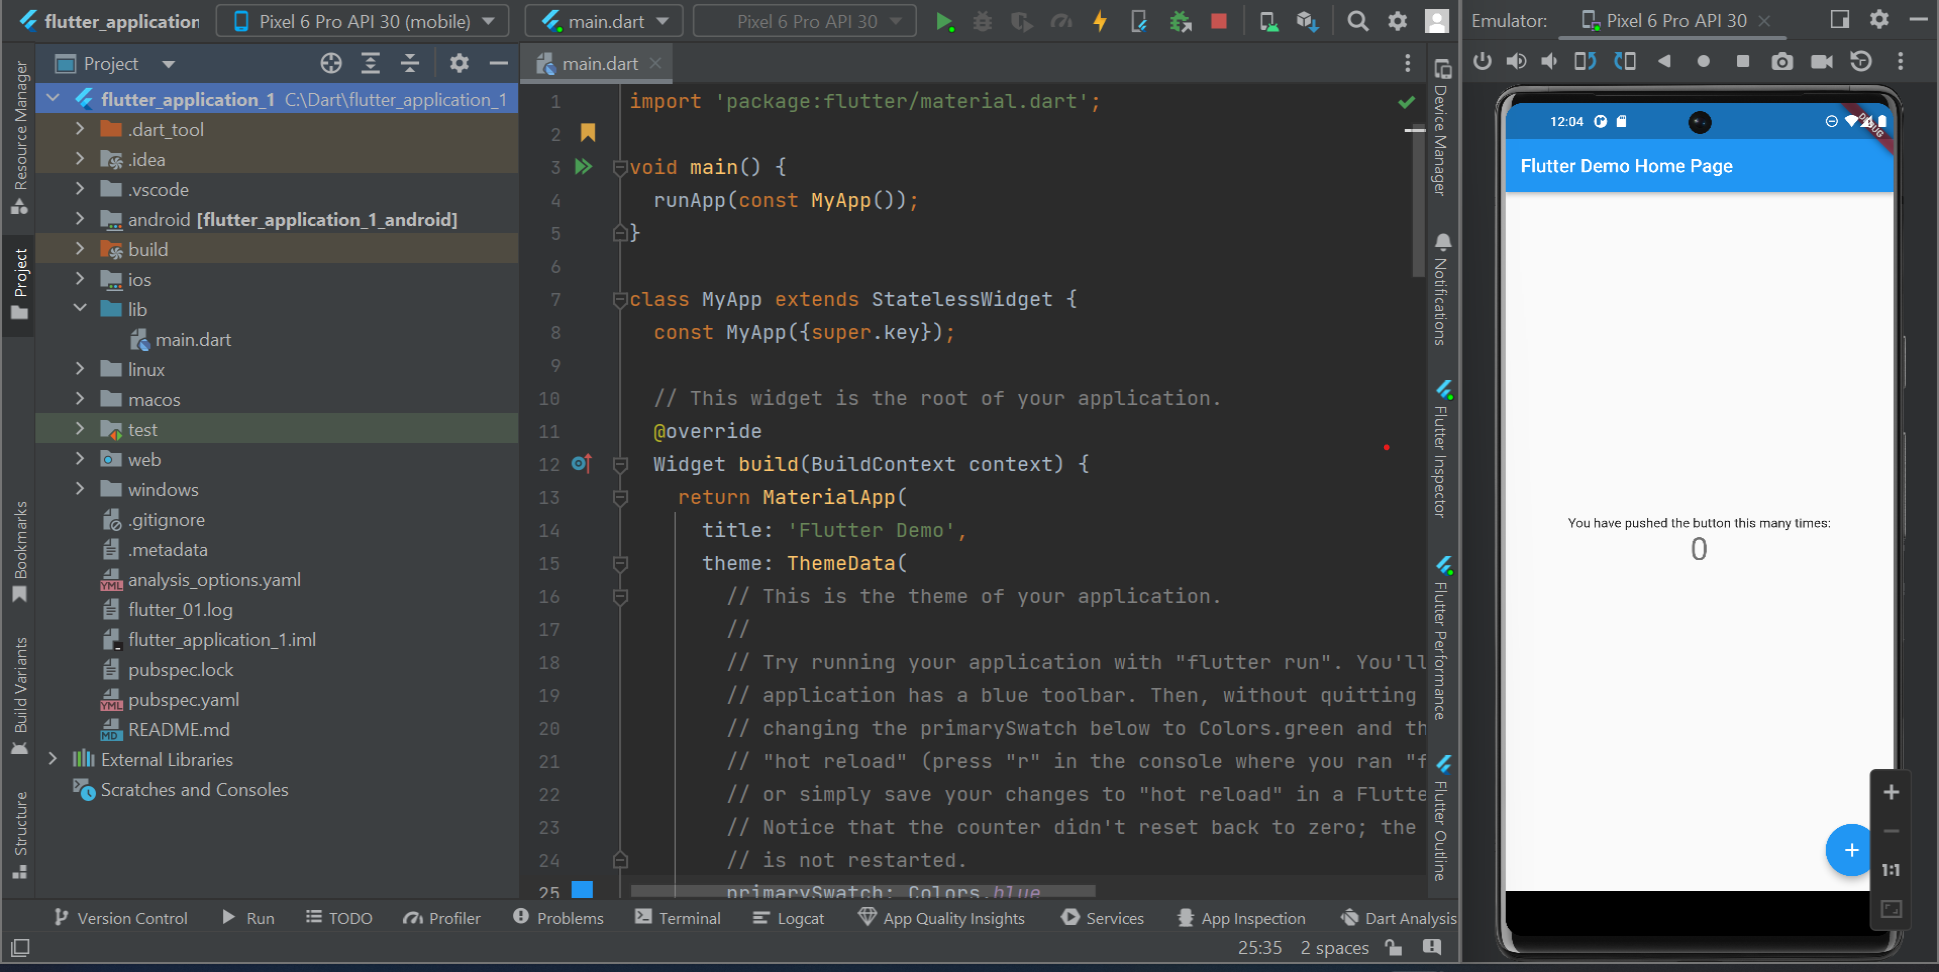 flutter_application
Pixel 6 Pro API 30 (mobile)
main.dart
Pixel 6 Pro API 30
Emulator:
Pixel 6 Pro API 30
Resource Manager
Project
Bookmarks
Build Variants
Structure
Project
flutter_application_1 C:\Dart\flutter_application_1
.dart_tool
.idea
.vscode
android [flutter_application_1_android]
build
ios
lib
main.dart
linux
macos
test
web
windows
.gitignore
.metadata
analysis_options.yaml
flutter_01.log
flutter_application_1.iml
pubspec.lock
pubspec.yaml
README.md
External Libraries
Scratches and Consoles
main.dart
1 import 'package:flutter/material.dart';
2
3 void main() {
4 runApp(const MyApp());
5 }
6
7 class MyApp extends StatelessWidget {
8 const MyApp({super.key});
9
10 // This widget is the root of your application.
11 @override
12 Widget build(BuildContext context) {
13 return MaterialApp(
14 title: 'Flutter Demo',
15 theme: ThemeData(
16 // This is the theme of your application.
17 //
18 // Try running your application with "flutter run". You'll
19 // application has a blue toolbar. Then, without quitting
20 // changing the primarySwatch below to Colors.green and th
21 // "hot reload" (press "r" in the console where you ran "f
22 // or simply save your changes to "hot reload" in a Flutte
23 // Notice that the counter didn't reset back to zero; the
24 // is not restarted.
25 primarySwatch: Colors.blue
Device Manager
Notifications
Flutter Inspector
Flutter Performance
Flutter Outline
12:04
DEBUG
Flutter Demo Home Page
You have pushed the button this many times:
0
+
+
1:1
Version Control
Run
TODO
Profiler
Problems
Terminal
Logcat
App Quality Insights
Services
App Inspection
Dart Analysis
25:35 2 spaces